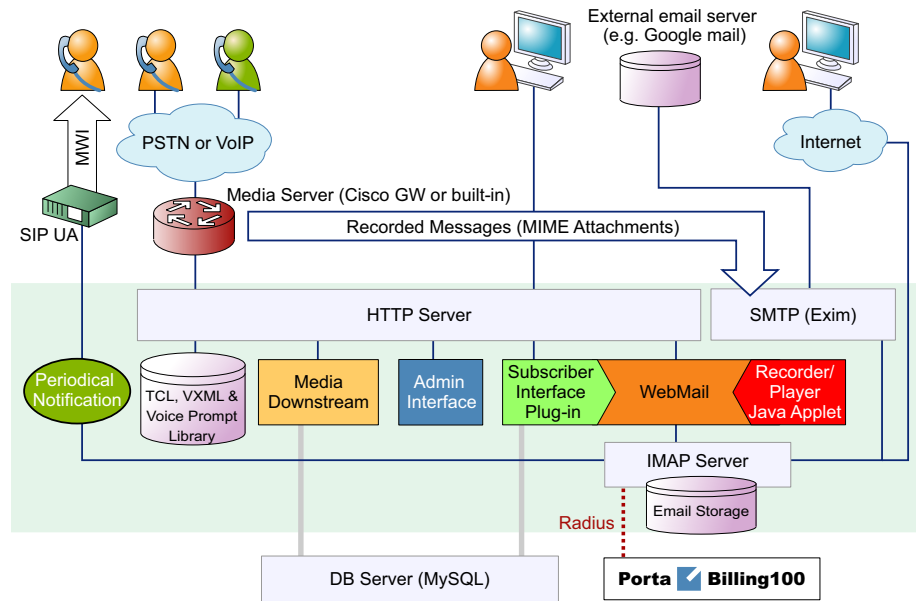 External email server
(e.g. Google mail)
MWI
PSTN or VoIP
Internet
Media Server (Cisco GW or built-in)
SIP UA
Recorded Messages (MIME Attachments)
HTTP Server
SMTP (Exim)
Periodical
Notification
TCL, VXML &
Voice Prompt
Library
Media
Downstream
Admin
Interface
Subscriber
Interface
Plug-in
WebMail
Recorder/
Player
Java Applet
IMAP Server
Email Storage
Radius
DB Server (MySQL)
Porta Billing100